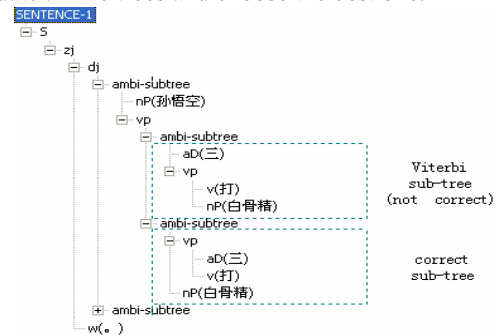 SENTENCE-1
S
zj
dj
ambi-subtree
nP(孙悟空)
vp
ambi-subtree
aD(三)
vp
v(打)
nP(白骨精)
Viterbi
sub-tree
(not correct)
ambi-subtree
vp
aD(三)
v(打)
nP(白骨精)
correct
sub-tree
ambi-subtree
w(。)